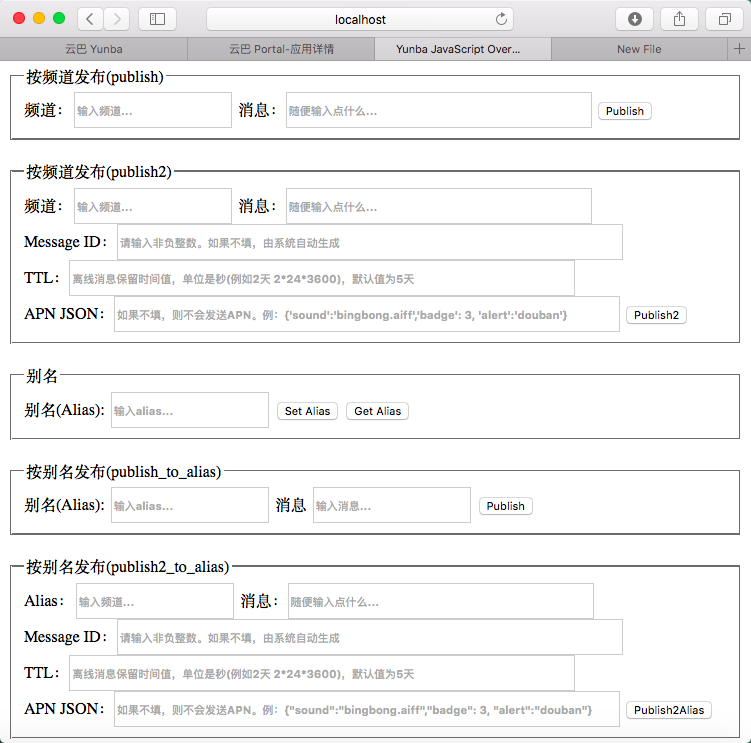 localhost
云巴 Yunba
云巴 Portal-应用详情
Yunba JavaScript Over...
New File
按频道发布(publish)
频道： 输入频道... 消息： 随便输入点什么... Publish
按频道发布(publish2)
频道： 输入频道... 消息： 随便输入点什么...
Message ID： 请输入非负整数。如果不填，由系统自动生成
TTL： 离线消息保留时间值，单位是秒(例如2天 2*24*3600)，默认值为5天
APN JSON： 如果不填，则不会发送APN。例：{'sound':'bingbong.aiff','badge': 3, 'alert':'douban'} Publish2
别名
别名(Alias): 输入alias... Set Alias Get Alias
按别名发布(publish_to_alias)
别名(Alias): 输入alias... 消息 输入消息... Publish
按别名发布(publish2_to_alias)
Alias： 输入频道... 消息： 随便输入点什么...
Message ID： 请输入非负整数。如果不填，由系统自动生成
TTL： 离线消息保留时间值，单位是秒(例如2天 2*24*3600)，默认值为5天
APN JSON： 如果不填，则不会发送APN。例：{"sound":"bingbong.aiff","badge": 3, "alert":"douban"} Publish2Alias